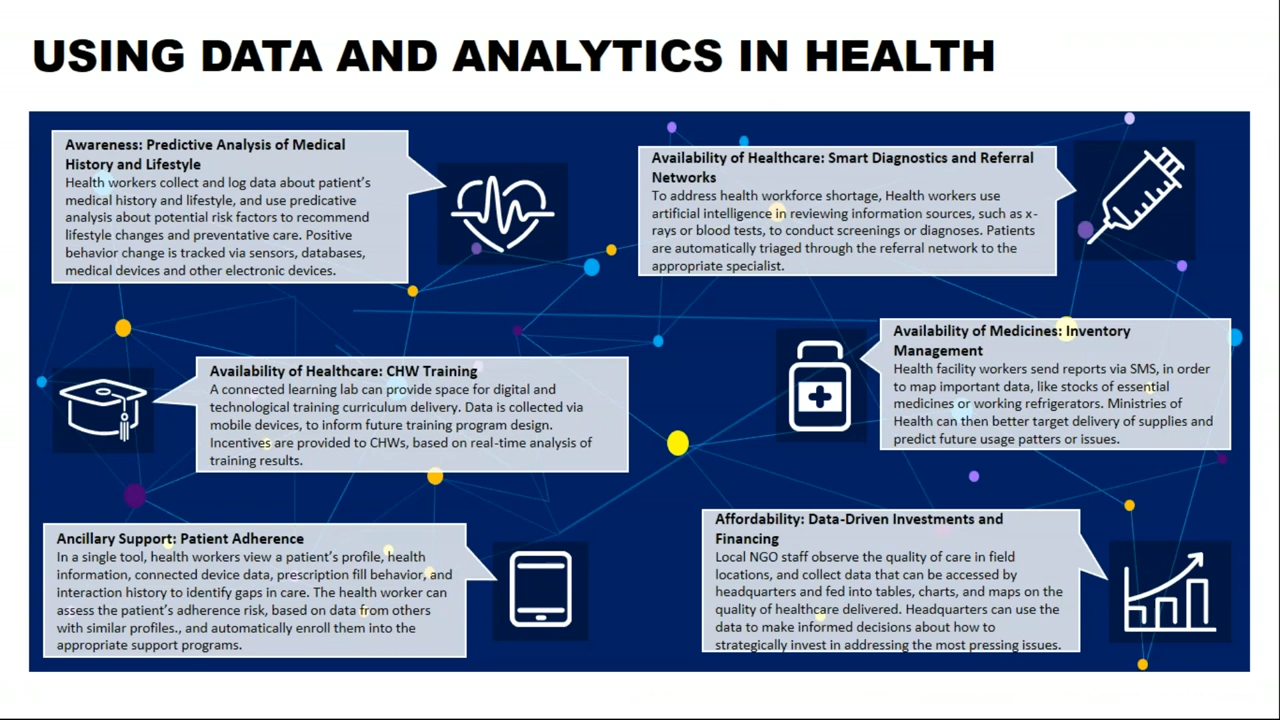 USING DATA AND ANALYTICS IN HEALTH
Awareness: Predictive Analysis of Medical
History and Lifestyle
Health workers collect and log data about patient’s
medical history and lifestyle, and use predicative
analysis about potential risk factors to recommend
lifestyle changes and preventative care. Positive
behavior change is tracked via sensors, databases,
medical devices and other electronic devices.
Availability of Healthcare: Smart Diagnostics and Referral
Networks
To address health workforce shortage, Health workers use
artificial intelligence in reviewing information sources, such as x-
rays or blood tests, to conduct screenings or diagnoses. Patients
are automatically triaged through the referral network to the
appropriate specialist.
Availability of Healthcare: CHW Training
A connected learning lab can provide space for digital and
technological training curriculum delivery. Data is collected via
mobile devices, to inform future training program design.
Incentives are provided to CHWs, based on real-time analysis of
training results.
Availability of Medicines: Inventory
Management
Health facility workers send reports via SMS, in order
to map important data, like stocks of essential
medicines or working refrigerators. Ministries of
Health can then better target delivery of supplies and
predict future usage patters or issues.
Ancillary Support: Patient Adherence
In a single tool, health workers view a patient’s profile, health
information, connected device data, prescription fill behavior, and
interaction history to identify gaps in care. The health worker can
assess the patient’s adherence risk, based on data from others
with similar profiles., and automatically enroll them into the
appropriate support programs.
Affordability: Data-Driven Investments and
Financing
Local NGO staff observe the quality of care in field
locations, and collect data that can be accessed by
headquarters and fed into tables, charts, and maps on the
quality of healthcare delivered. Headquarters can use the
data to make informed decisions about how to
strategically invest in addressing the most pressing issues.